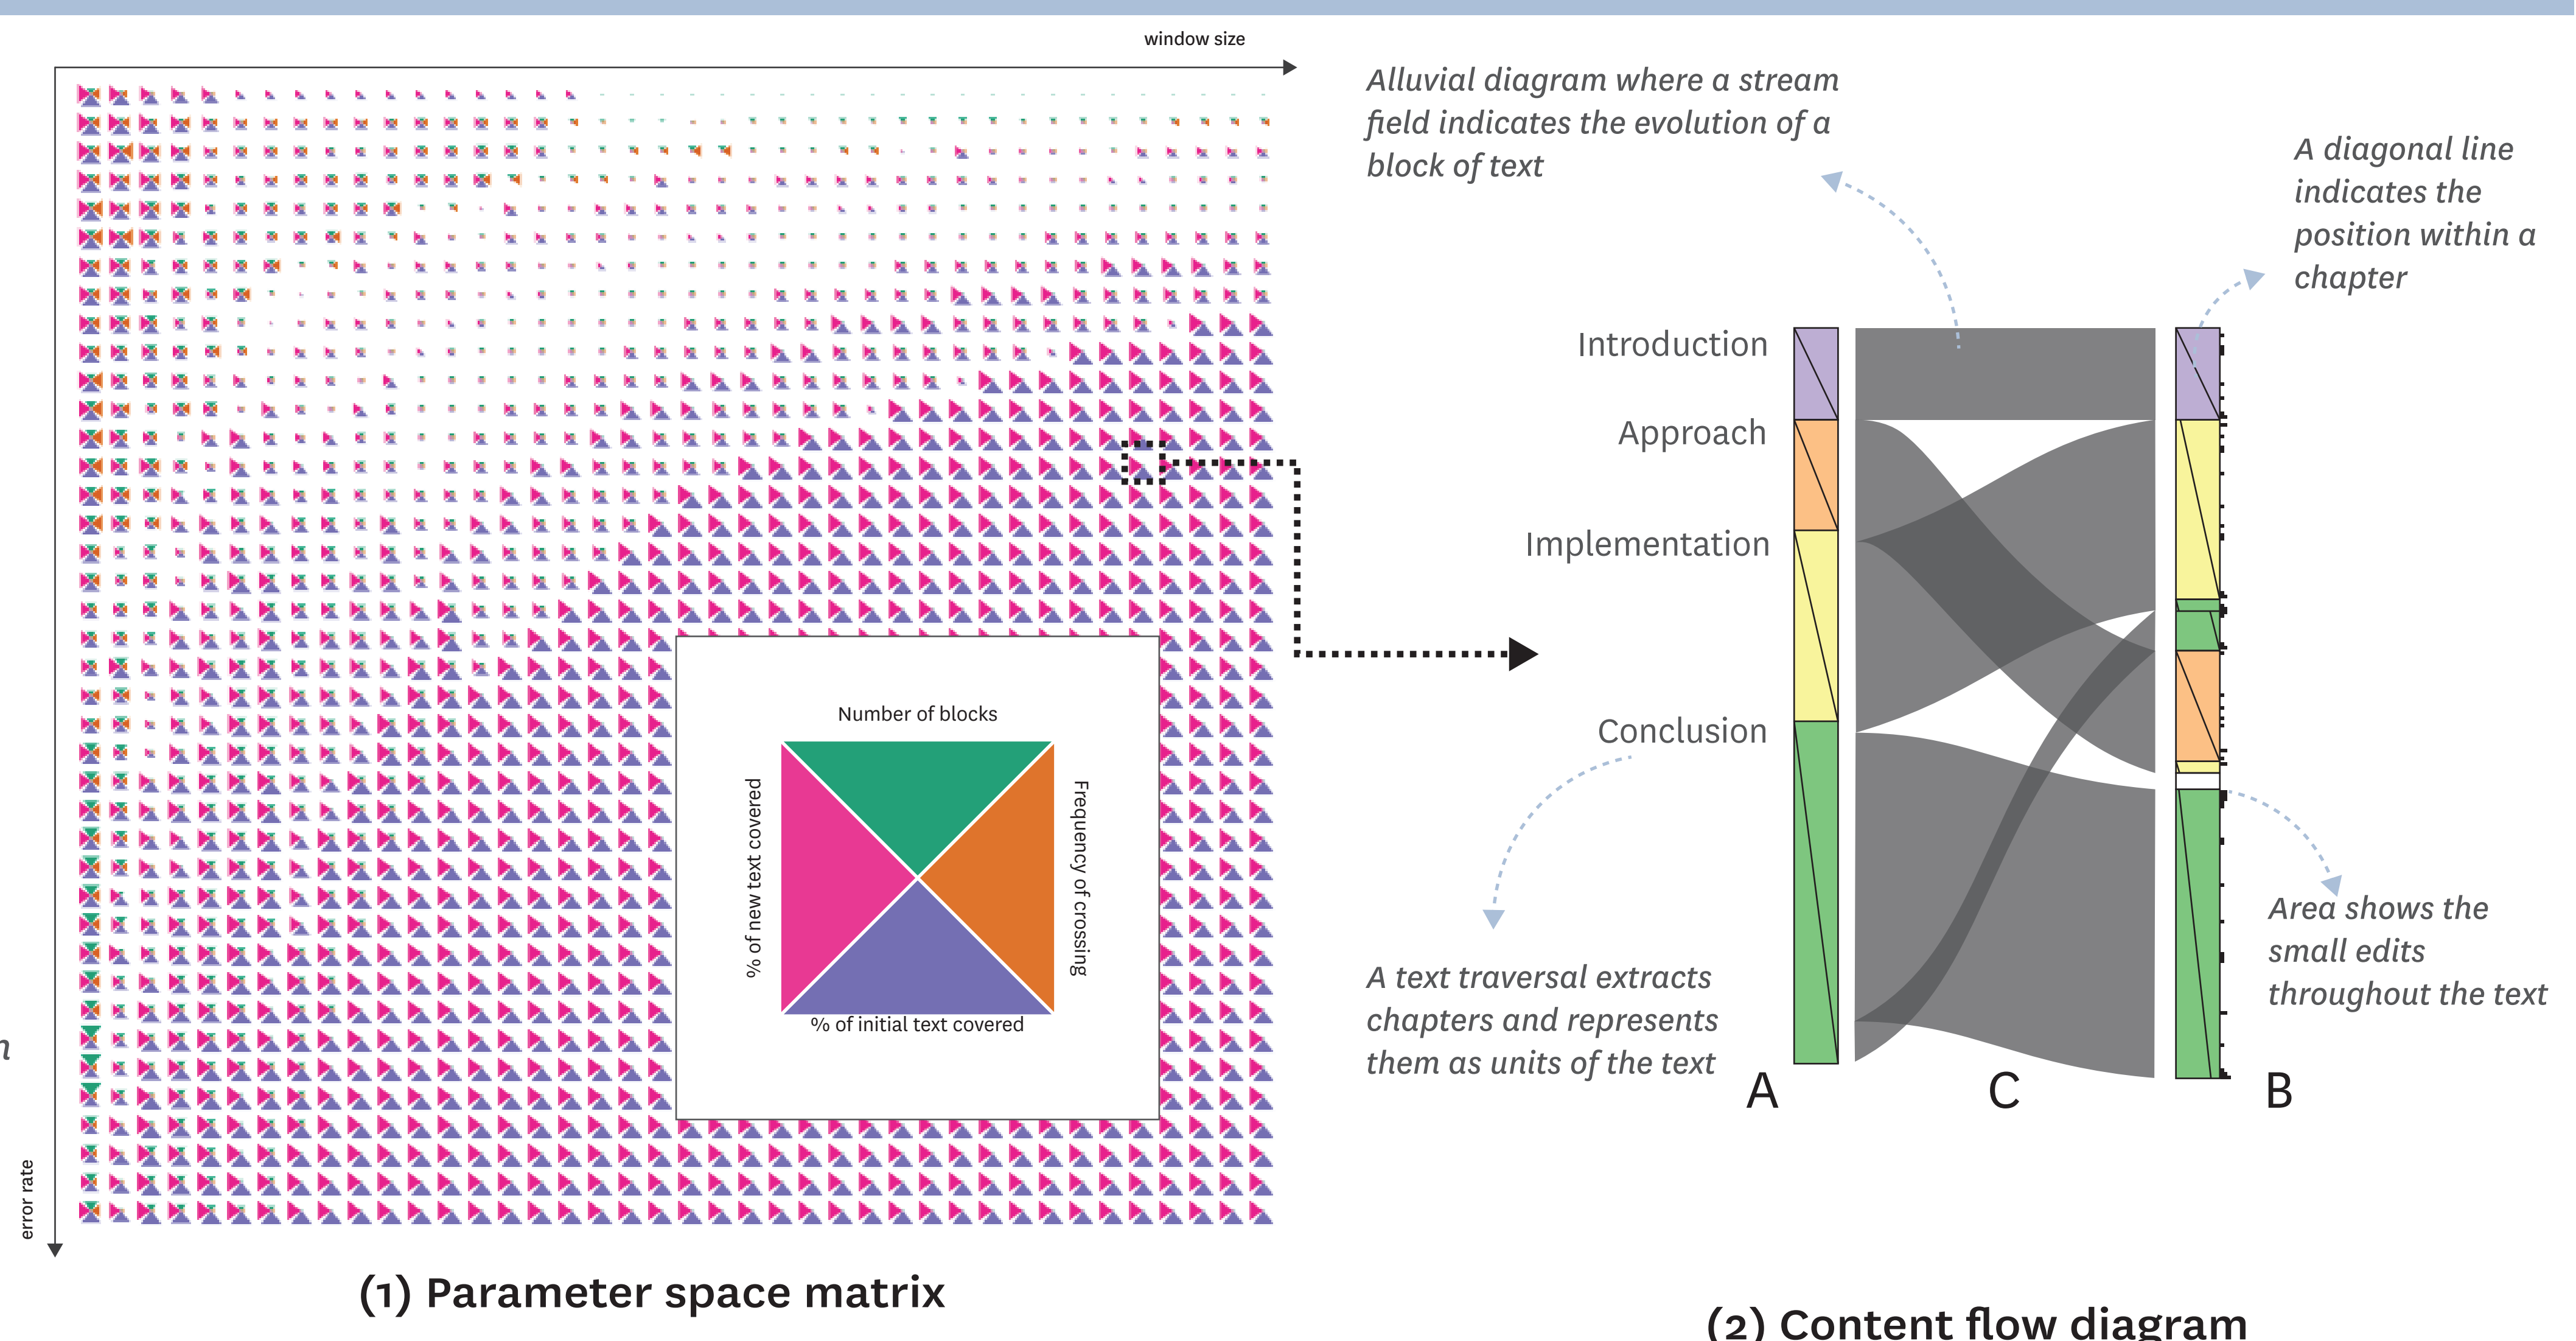 window size
error rate
Number of blocks
% of new text covered
Frequency of crossing
% of initial text covered
(1) Parameter space matrix
Alluvial diagram where a stream
field indicates the evolution of a
block of text
A diagonal line
indicates the
position within a
chapter
Introduction
Approach
Implementation
Conclusion
A text traversal extracts
chapters and represents
them as units of the text
Area shows the
small edits
throughout the text
A
C
B
(2) Content flow diagram